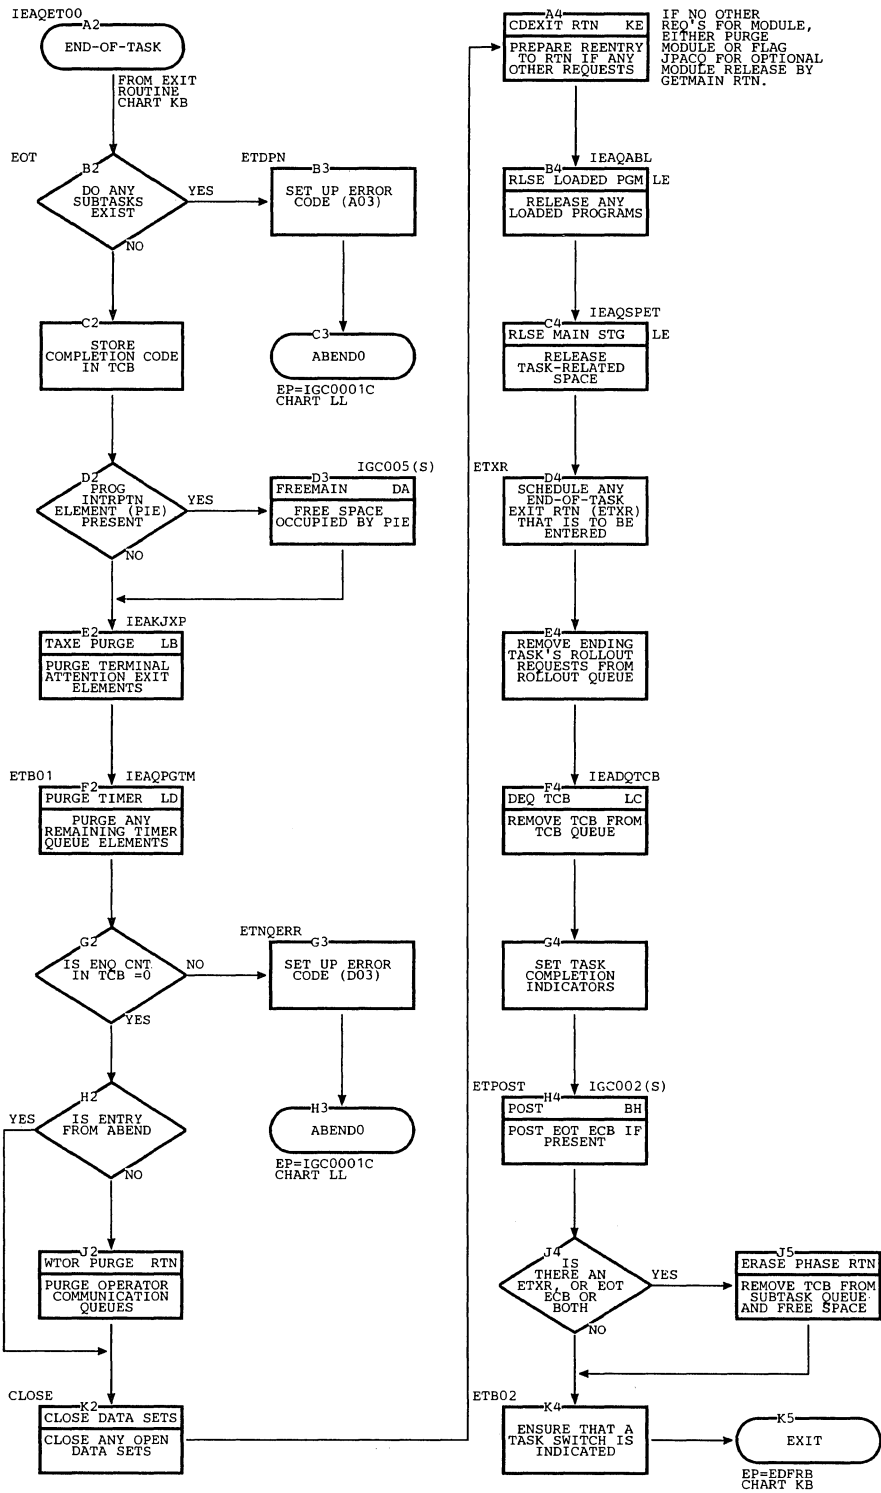 IEAQET00
A2
END-OF-TASK
FROM EXIT
ROUTINE
CHART KB
EOT
B2
DO ANY
SUBTASKS
EXIST
YES
NO
ETDPN
B3
SET UP ERROR
CODE (A03)
C2
STORE
COMPLETION CODE
IN TCB
C3
ABEND0
EP=IGC0001C
CHART LL
D2
PROG
INTRPTN
ELEMENT (PIE)
PRESENT
YES
NO
IGC005(S)
D3
FREEMAIN DA
FREE SPACE
OCCUPIED BY PIE
IEAKJXP
E2
TAXE PURGE LB
PURGE TERMINAL
ATTENTION EXIT
ELEMENTS
ETB01
IEAQPGTM
F2
PURGE TIMER LD
PURGE ANY
REMAINING TIMER
QUEUE ELEMENTS
G2
IS ENQ CNT
IN TCB =0
NO
YES
ETNQERR
G3
SET UP ERROR
CODE (D03)
H2
IS ENTRY
FROM ABEND
YES
NO
H3
ABEND0
EP=IGC0001C
CHART LL
J2
WTOR PURGE RTN
PURGE OPERATOR
COMMUNICATION
QUEUES
CLOSE
K2
CLOSE DATA SETS
CLOSE ANY OPEN
DATA SETS
A4
CDEXIT RTN KE
PREPARE REENTRY
TO RTN IF ANY
OTHER REQUESTS
IF NO OTHER
REQ'S FOR MODULE,
EITHER PURGE
MODULE OR FLAG
JPACQ FOR OPTIONAL
MODULE RELEASE BY
GETMAIN RTN.
IEAQABL
B4
RLSE LOADED PGM LE
RELEASE ANY
LOADED PROGRAMS
IEAQSPET
C4
RLSE MAIN STG LE
RELEASE
TASK-RELATED
SPACE
ETXR
D4
SCHEDULE ANY
END-OF-TASK
EXIT RTN (ETXR)
THAT IS TO BE
ENTERED
E4
REMOVE ENDING
TASK'S ROLLOUT
REQUESTS FROM
ROLLOUT QUEUE
IEADQTCB
F4
DEQ TCB LC
REMOVE TCB FROM
TCB QUEUE
G4
SET TASK
COMPLETION
INDICATORS
ETPOST
IGC002(S)
H4
POST BH
POST EOT ECB IF
PRESENT
J4
IS
THERE AN
ETXR, OR EOT
ECB OR
BOTH
YES
NO
J5
ERASE PHASE RTN
REMOVE TCB FROM
SUBTASK QUEUE
AND FREE SPACE
ETB02
K4
ENSURE THAT A
TASK SWITCH IS
INDICATED
K5
EXIT
EP=EDFRB
CHART KB